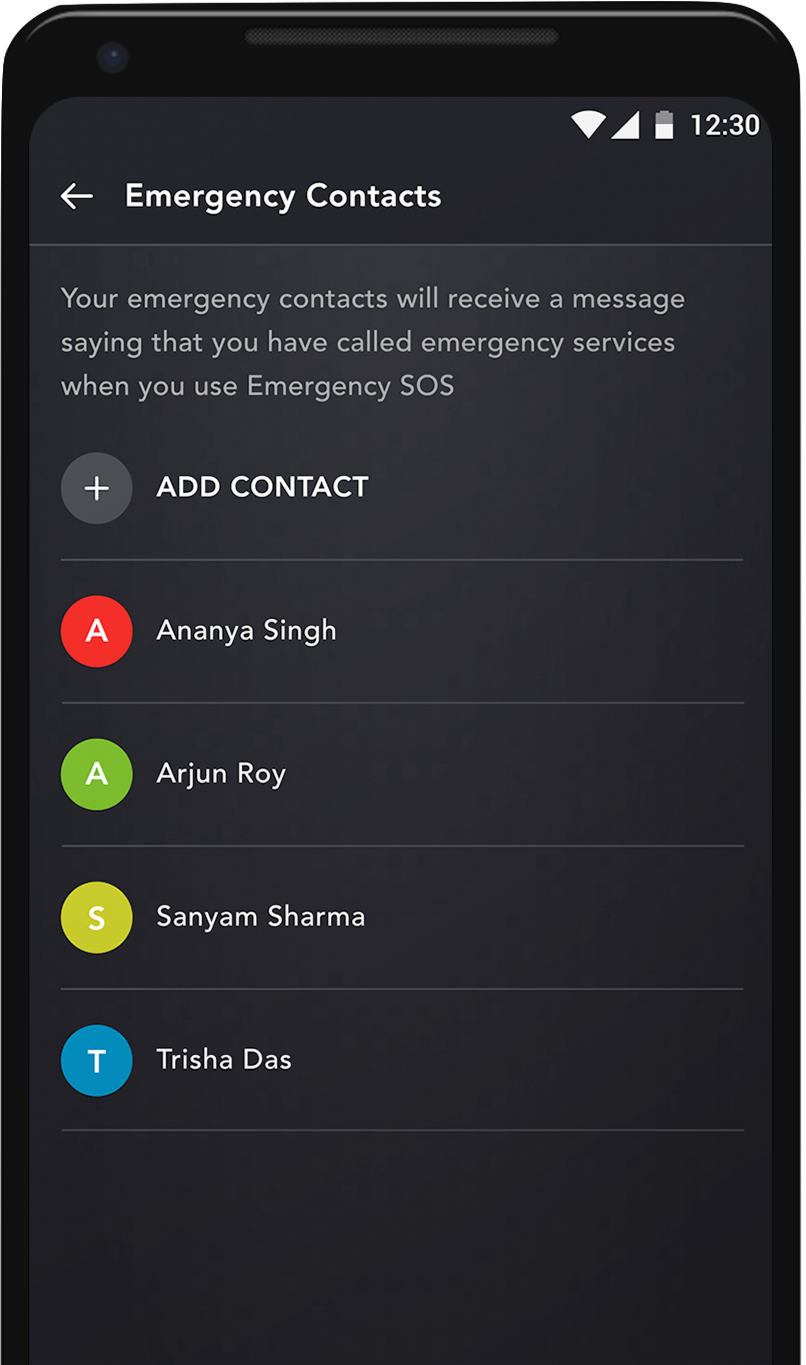 12:30
Emergency Contacts
Your emergency contacts will receive a message
saying that you have called emergency services
when you use Emergency SOS
+ ADD CONTACT
A Ananya Singh
A Arjun Roy
S Sanyam Sharma
T Trisha Das